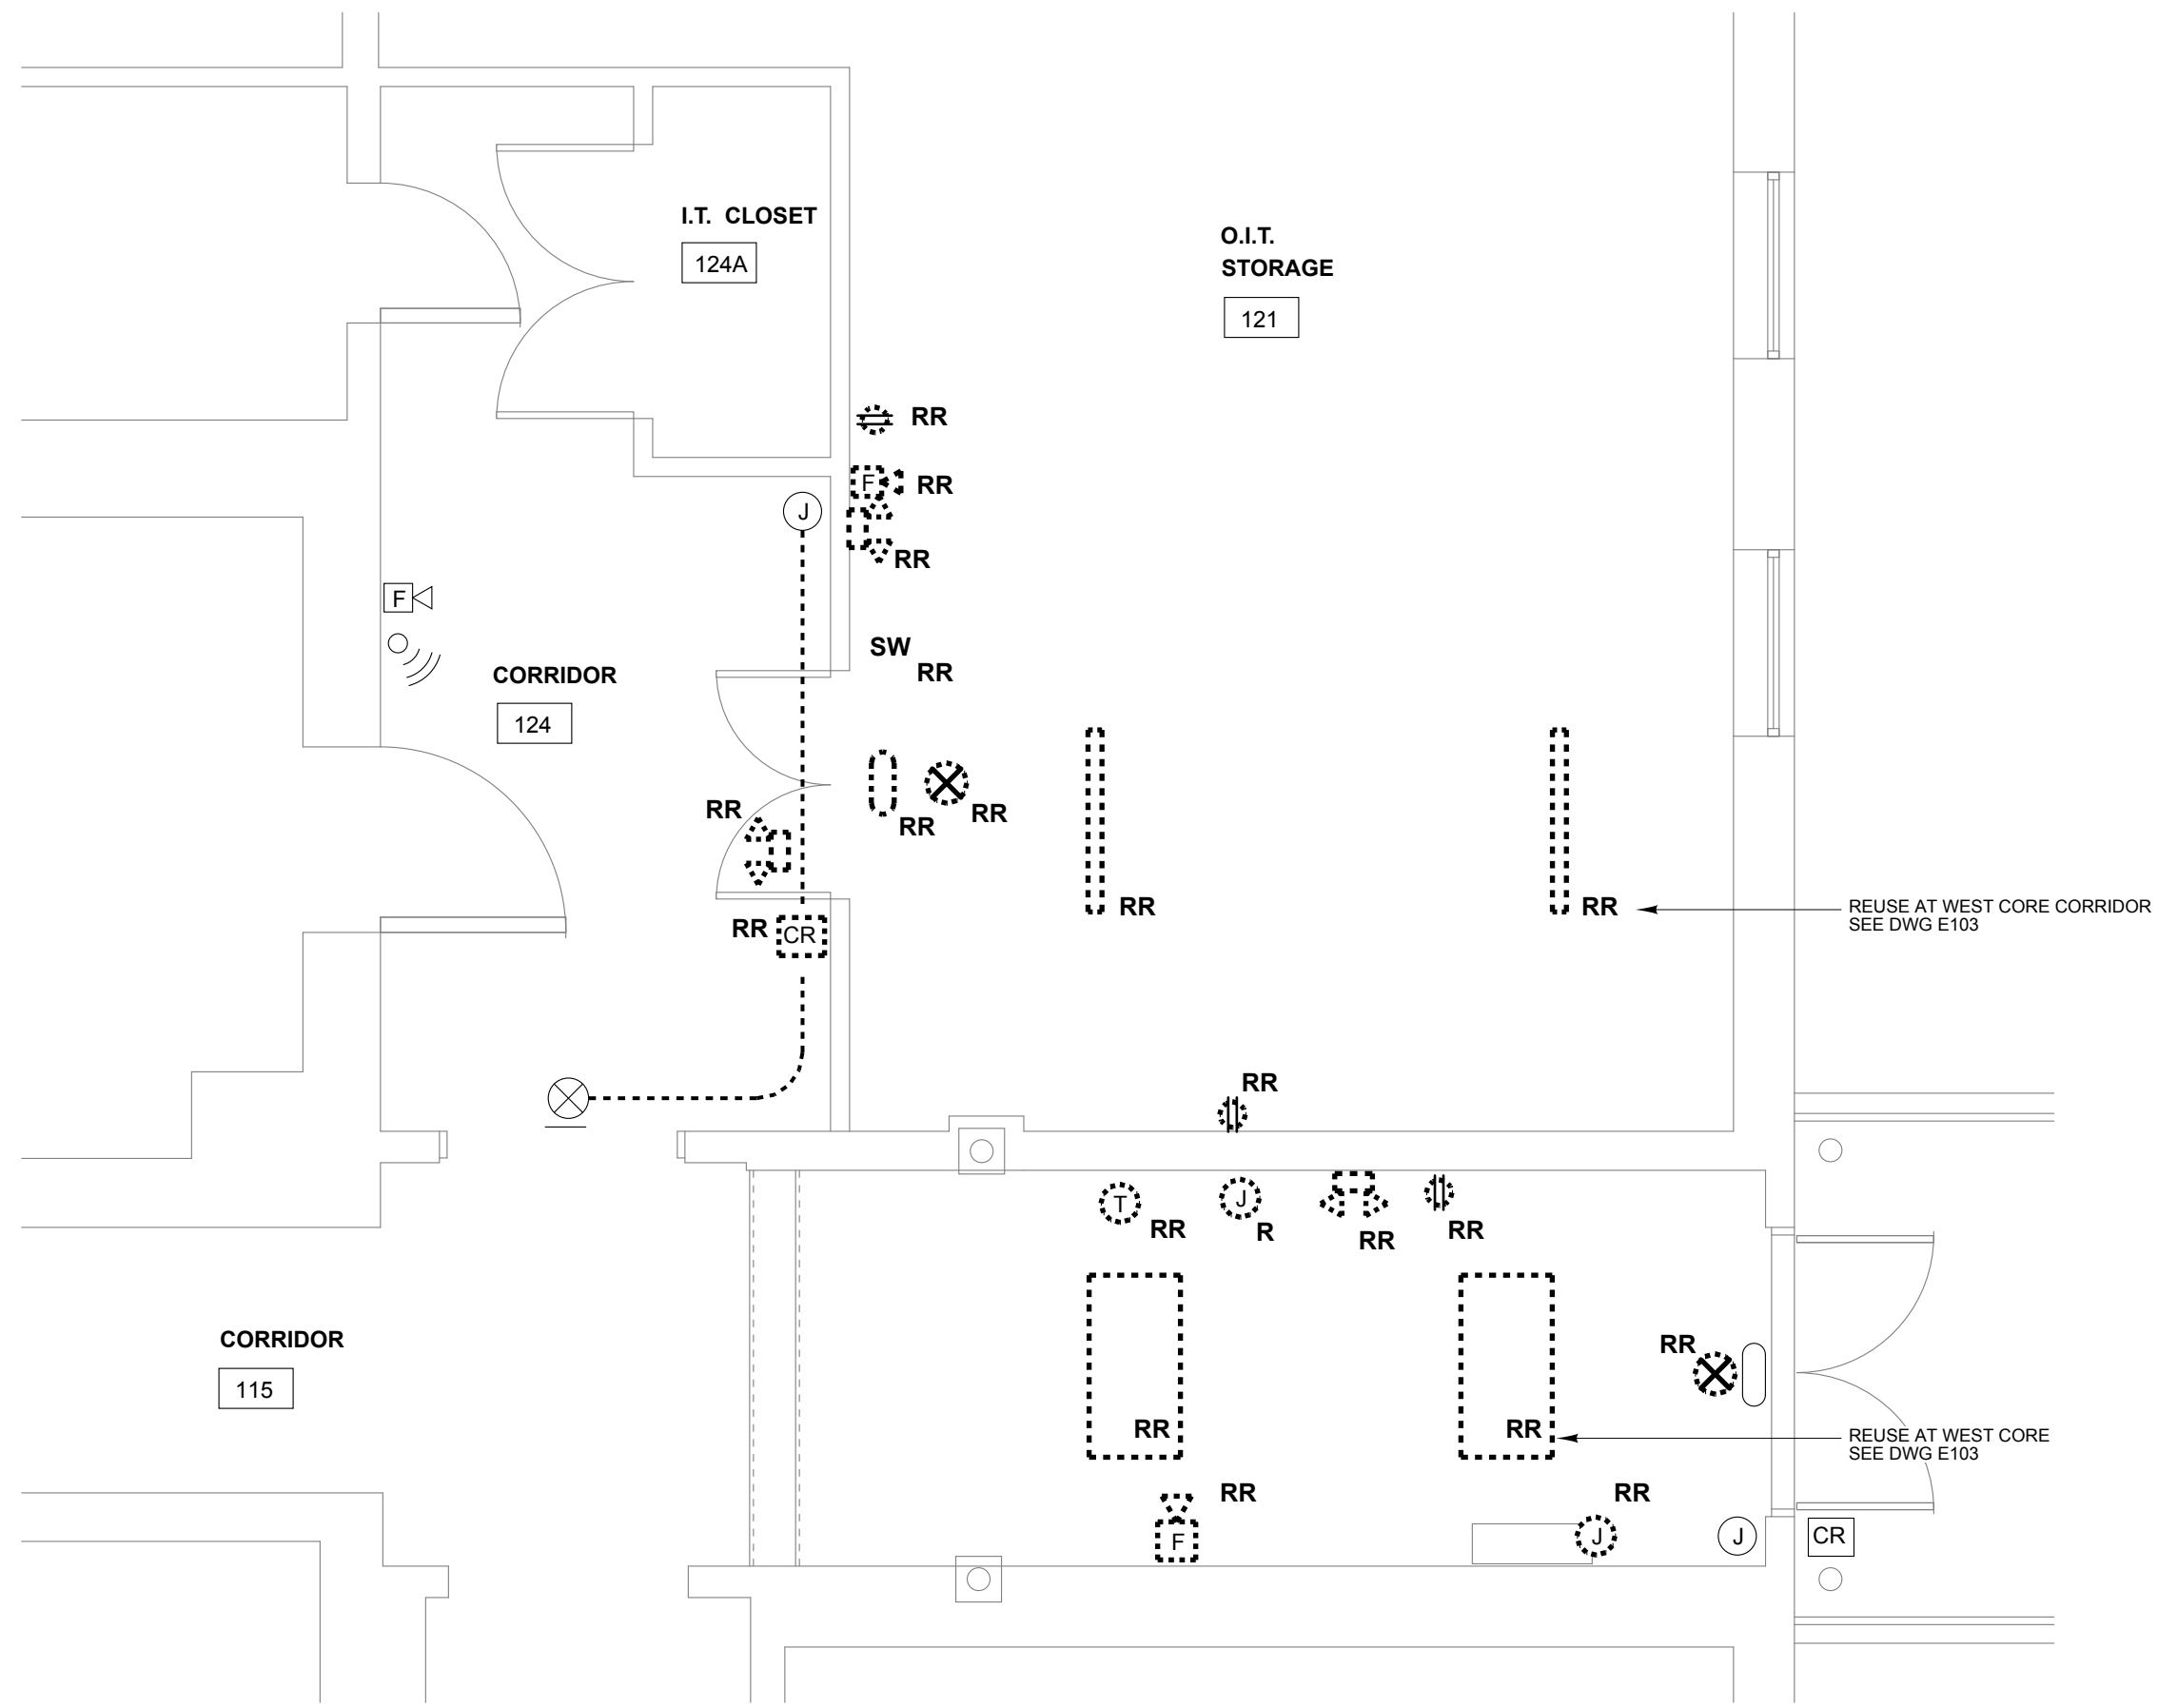 I.T. CLOSET
124A
O.I.T.
STORAGE
121
RR
F
RR
J
RR
F
SW
RR
CORRIDOR
124
RR
RR
RR
RR
RR
RR
REUSE AT WEST CORE CORRIDOR
SEE DWG E103
RR
CR
RR
T
J
RR
R
RR
RR
CORRIDOR
115
RR
RR
RR
REUSE AT WEST CORE
SEE DWG E103
RR
RR
F
J
J
CR